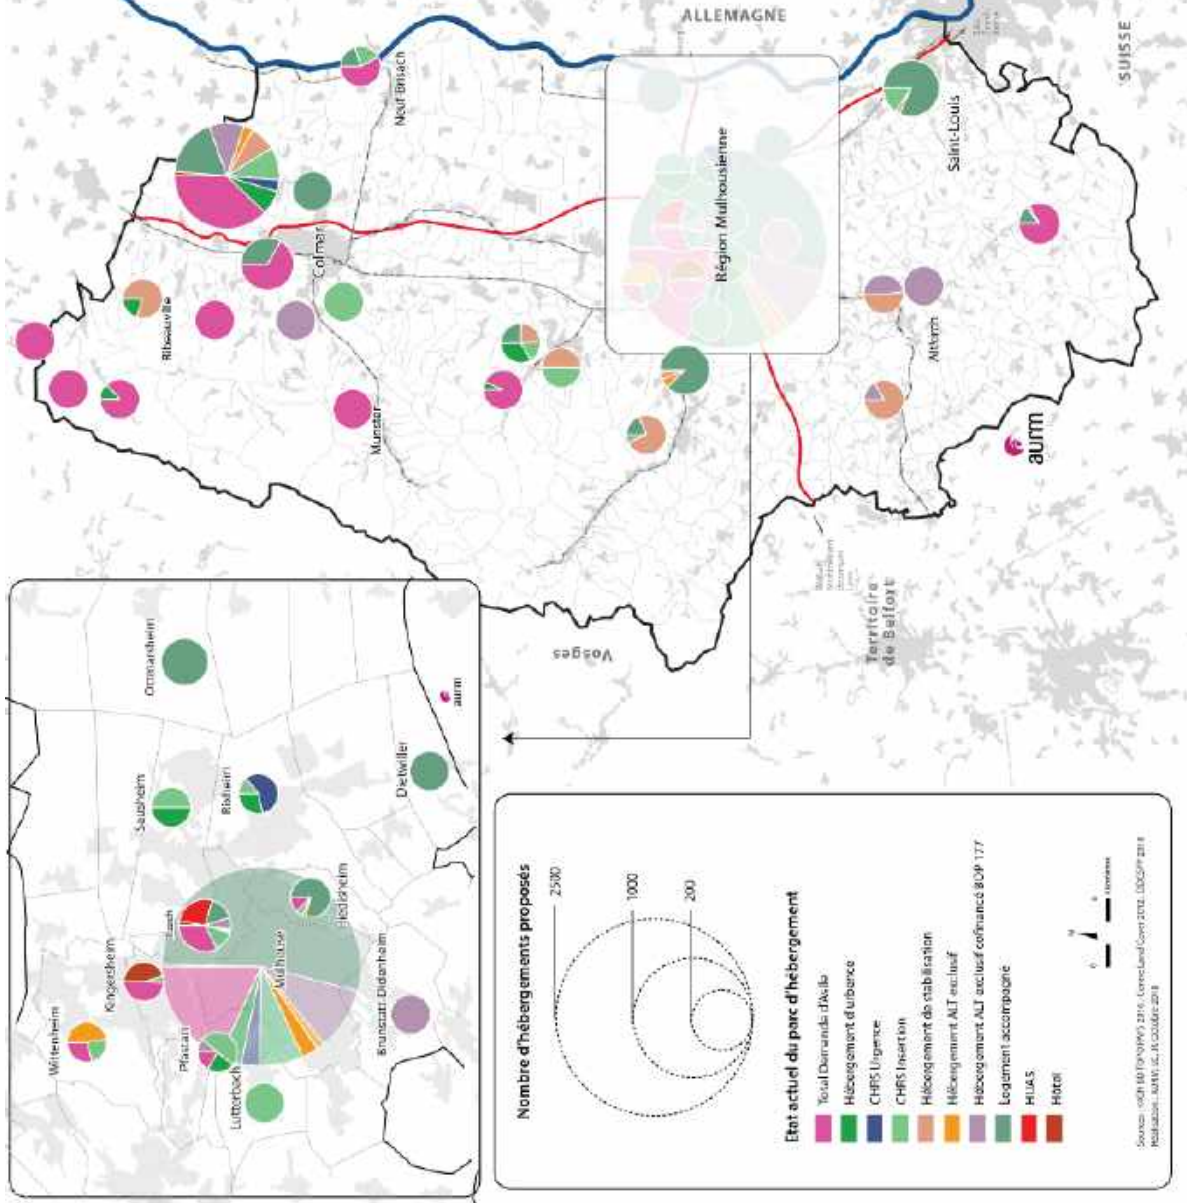 ALLEMAGNE
SUISSE
Neuf-Brisach
Colmar
Ribeauvillé
Munster
Région Mulhousienne
Saint-Louis
Altkirch
aurm
Territoire
de Belfort
Vosges
Ottmarsheim
Sausheim
Rixheim
Dietwiller
aurm
Kingersheim
Wittenheim
Pfastatt
Lutterbach
Mulhouse
Riedisheim
Brunstatt-Didenheim
Nombre d'hébergements proposés
2500
1000
200
Etat actuel du parc d'hébergement
Total Demande d'Asile
Hébergement d'urgence
CHRS Urgence
CHRS Insertion
Hébergement de stabilisation
Hébergement ALT exclusif
Hébergement ALT exclusif cofinancé BOP 177
Logement accompagné
HUAS
Hôtel
N